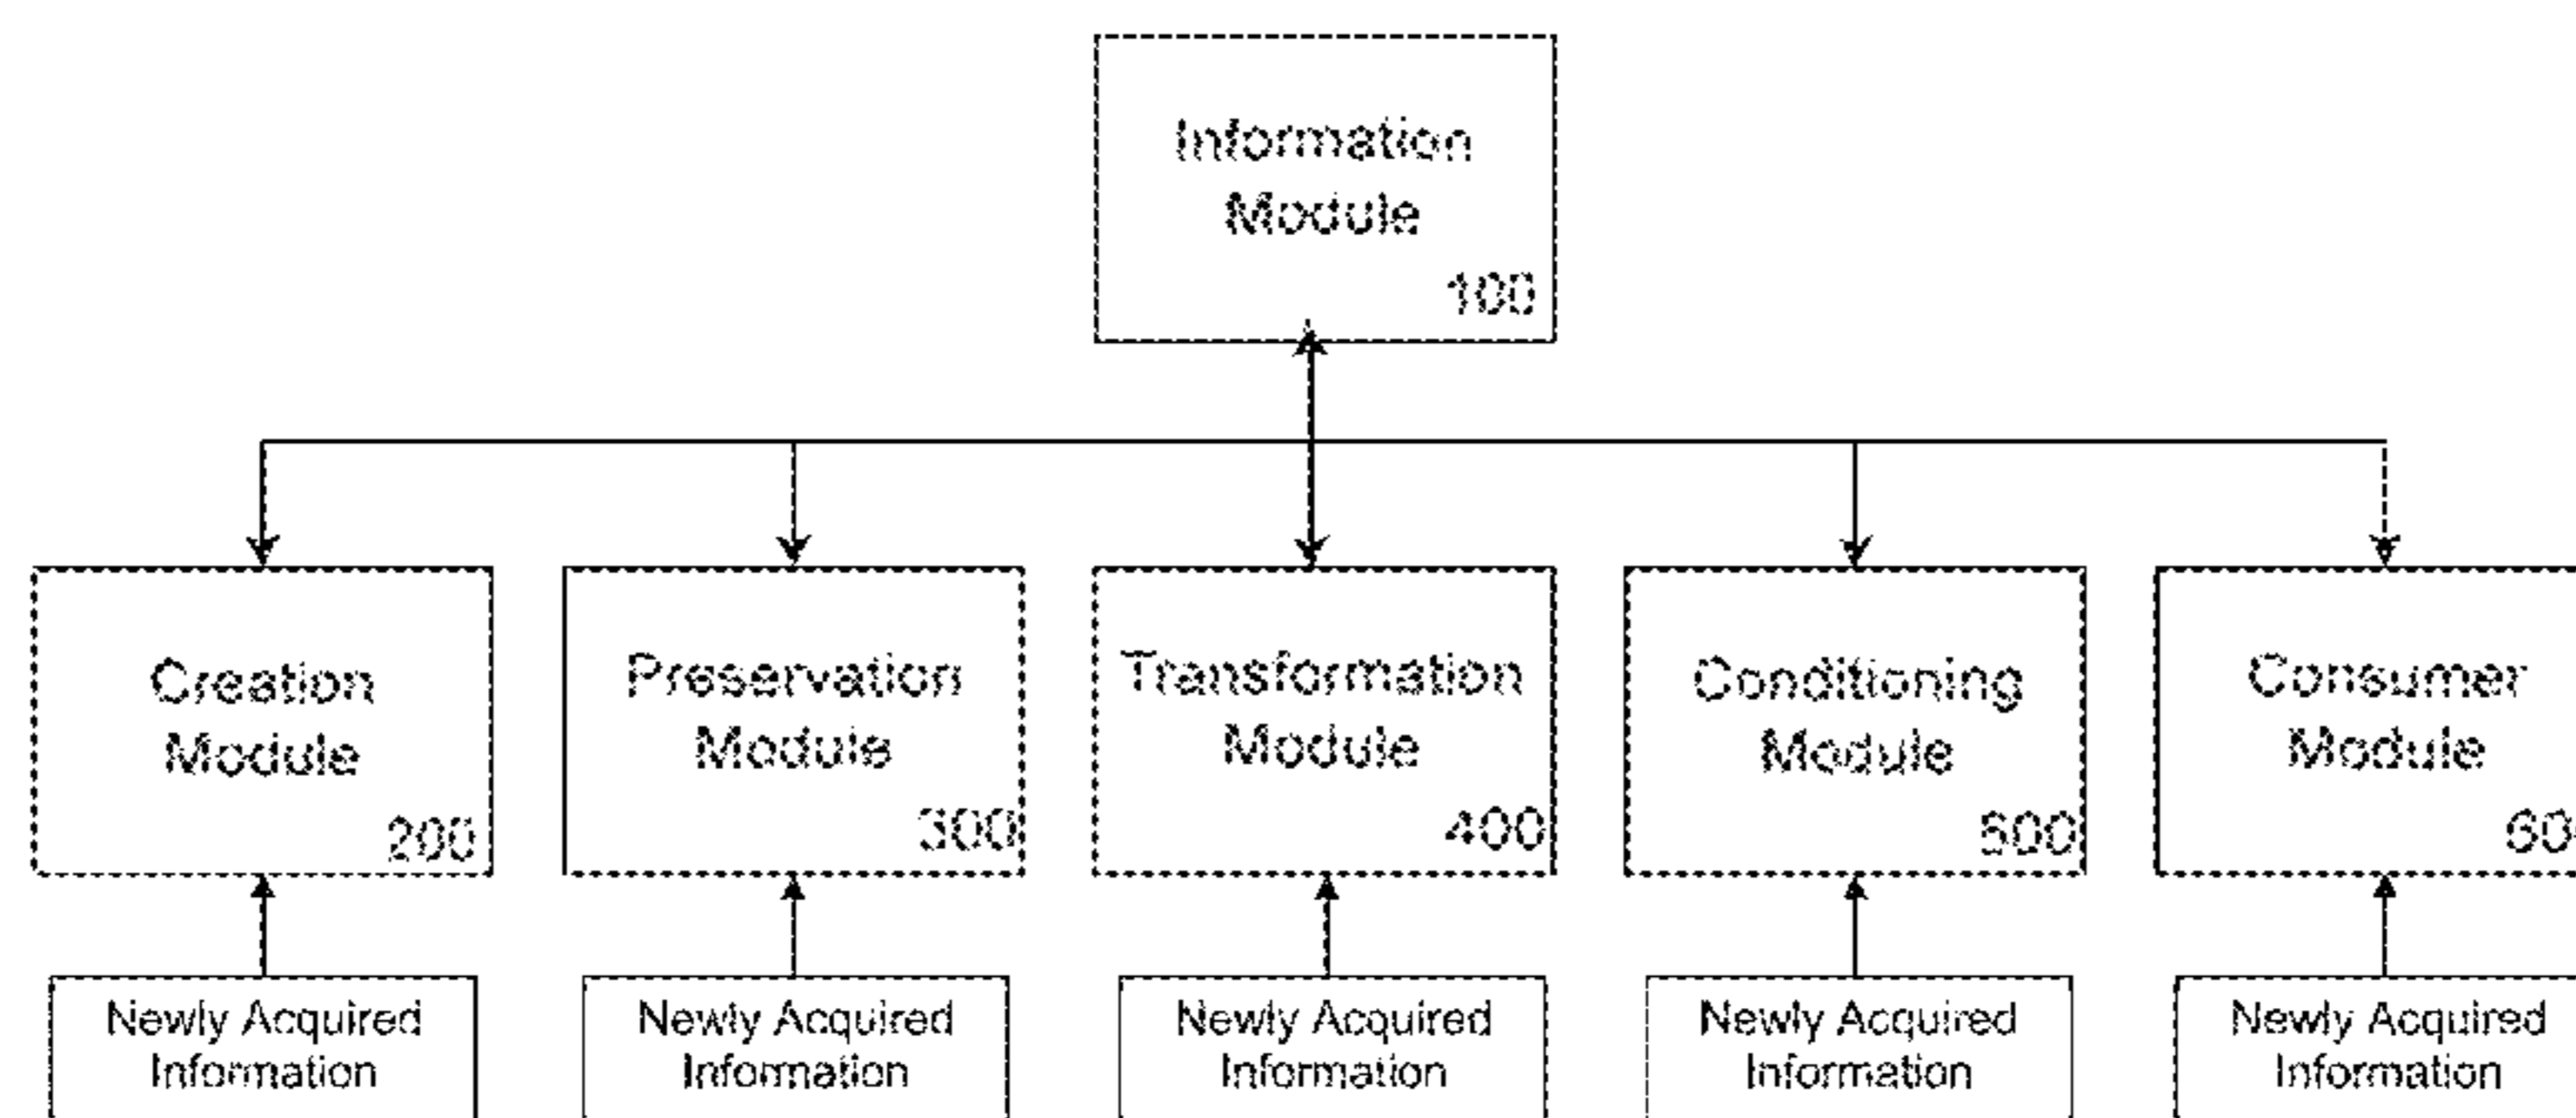 Information
Module
100
Creation
Module
200
Preservation
Module
300
Transformation
Module
400
Conditioning
Module
500
Consumer
Module
Newly Acquired
Information
Newly Acquired
Information
Newly Acquired
Information
Newly Acquired
Information
Newly Acquired
Information